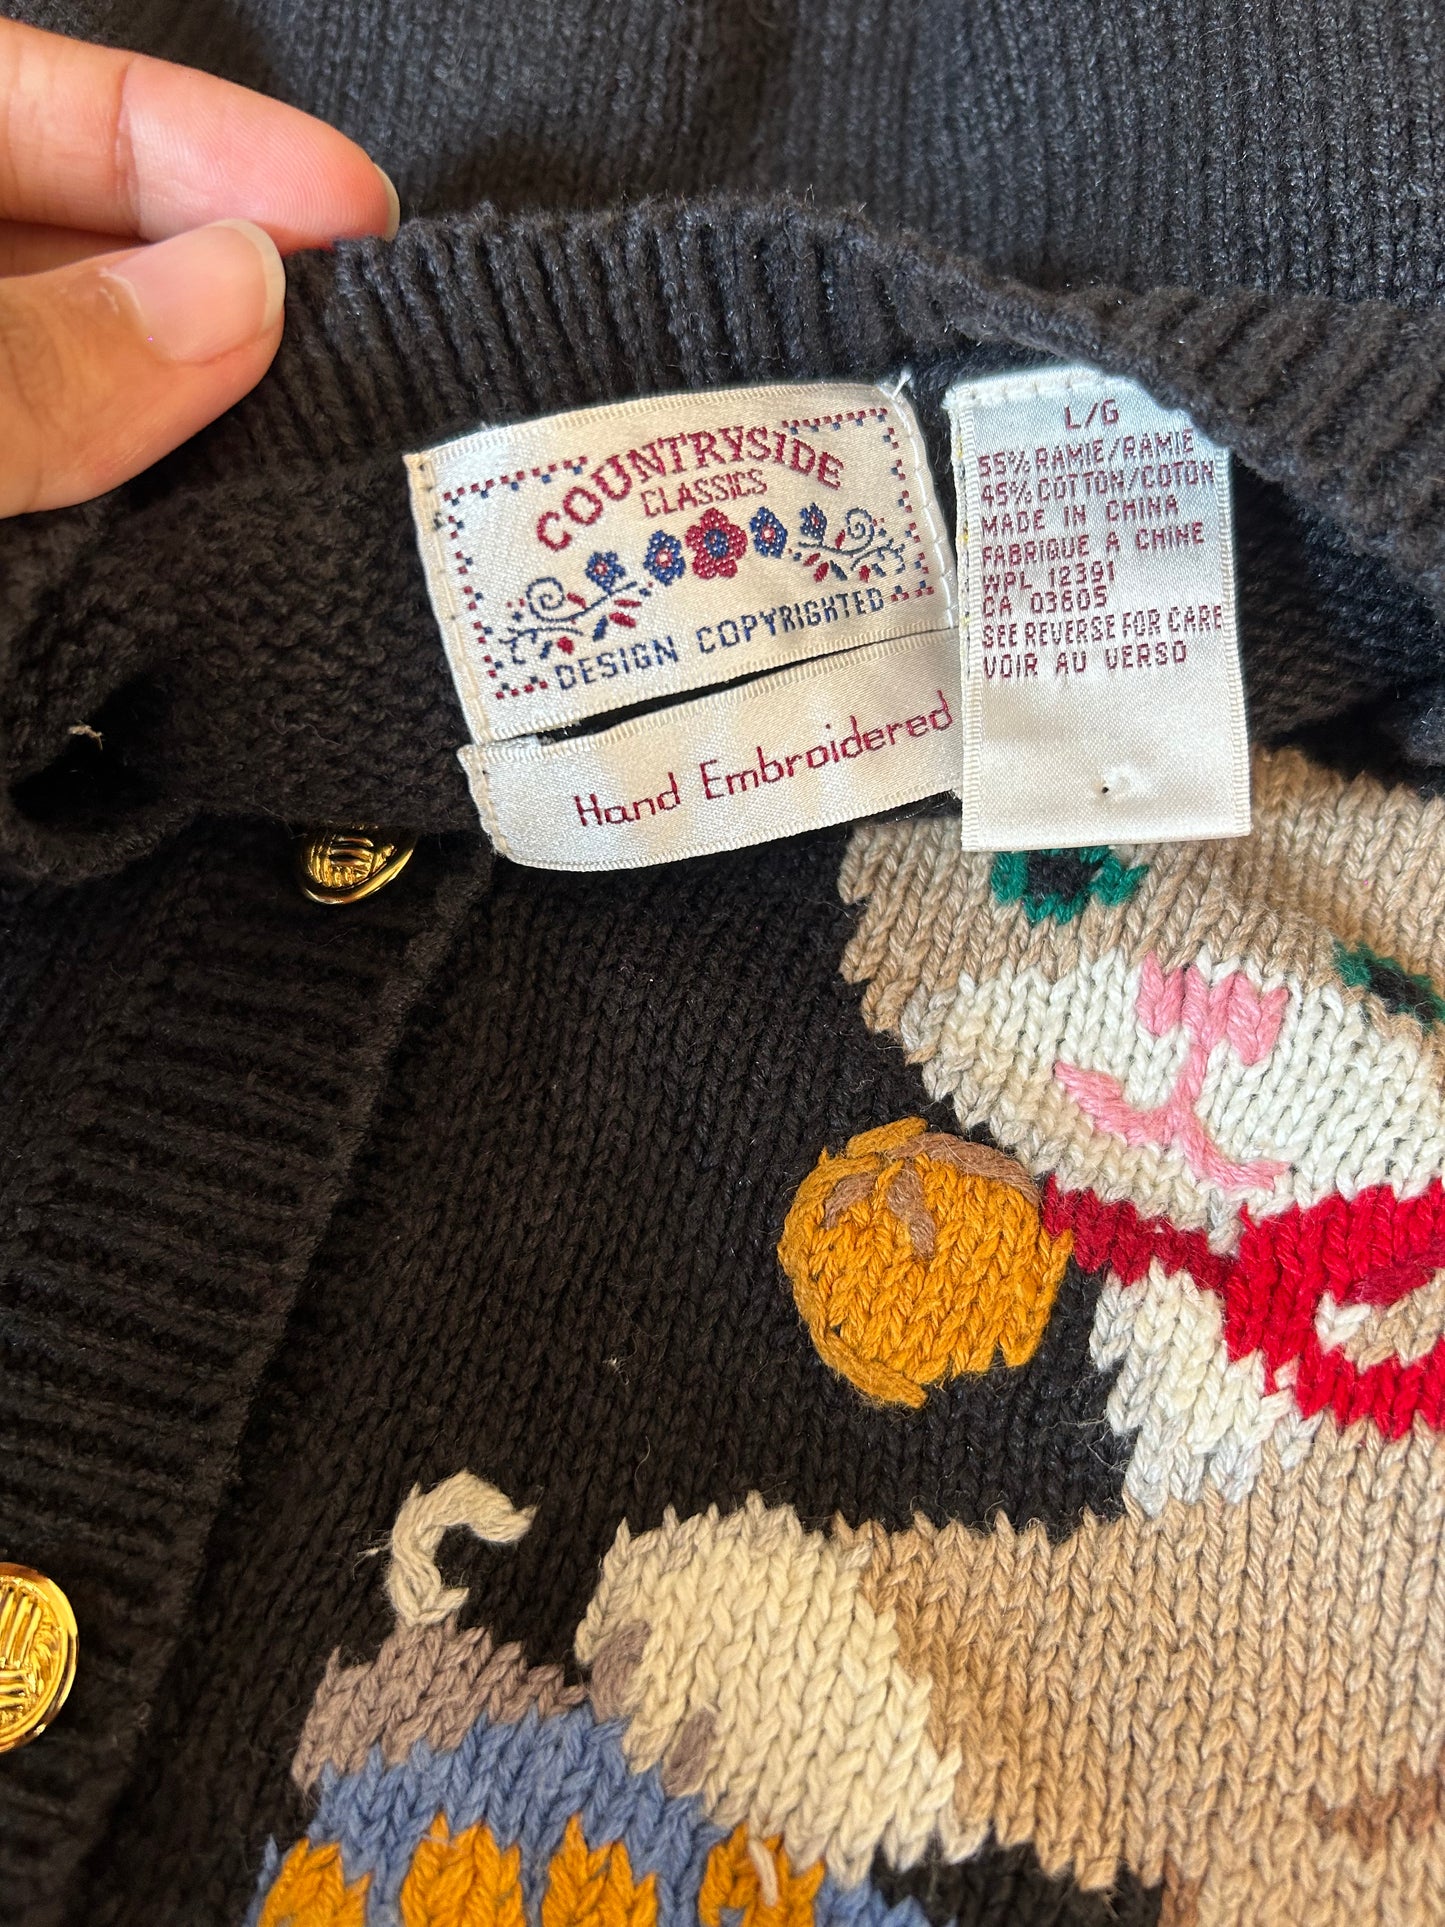 COUNTRYSIDE
CLASSICS
DESIGN COPYRIGHTED
Hand Embroidered
L/G
55% RAMIE/RAMIE
45% COTTON/COTON
MADE IN CHINA
FABRIQUE A CHINE
WPL 12391
CA 03605
SEE REVERSE FOR CARE
VOIR AU VERSO